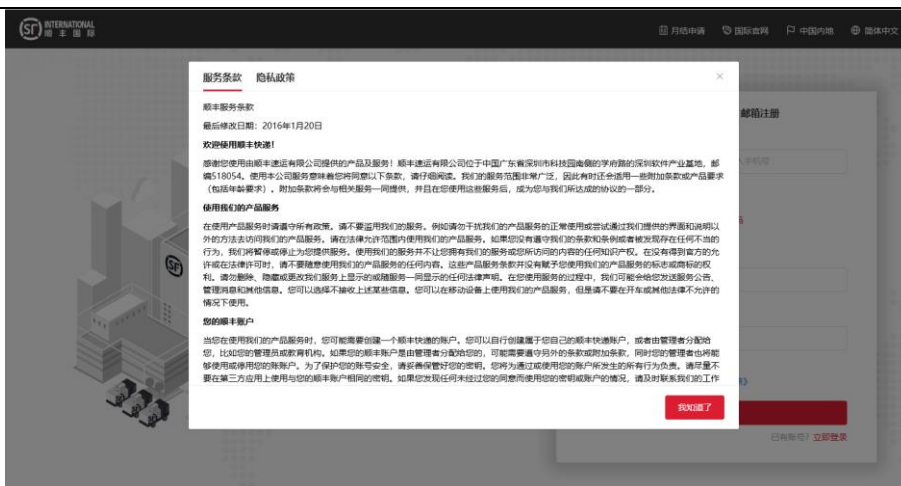 SF INTERNATIONAL
顺丰国际
月结申请 国际官网 中国内地 简体中文
服务条款 隐私政策
顺丰服务条款
最后修改日期：2016年1月20日
欢迎使用顺丰快递！
感谢您使用由顺丰速运有限公司提供的产品及服务！顺丰速运有限公司位于中国广东省深圳市科技园南侧的学府路的深圳软件产业基地，邮
编518054。使用本公司服务意味着您将同意以下条款，请仔细阅读。我们的服务范围非常广泛，因此有时还会适用一些附加条款或产品要求
（包括年龄要求）。附加条款将会与相关服务一同提供，并且在您使用这些服务后，成为您与我们所达成的协议的一部分。
使用我们的产品服务
在使用产品服务时请遵守所有政策。请不要滥用我们的服务。例如请勿干扰我们的产品服务的正常使用或尝试通过我们提供的界面和说明以
外的方法去访问我们的产品服务。请在法律允许范围内使用我们的产品服务。如果您没有遵守我们的条款和条例或者被发现存在任何不当的
行为，我们将暂停或停止为您提供服务。使用我们的服务并不让您拥有我们的服务或您所访问的内容的任何知识产权。在没有得到官方的允
许或在法律许可时，请不要随意使用我们的产品服务的任何内容。这些产品服务条款并没有赋予您使用我们的产品服务的标志或商标的权
利。请勿删除、隐藏或更改我们服务上显示的或随服务一同显示的任何法律声明。在您使用服务的过程中，我们可能会给您发送服务公告、
管理消息和其他信息。您可以选择不接收上述某些信息。您可以在移动设备上使用我们的产品服务，但是请不要在开车或其他法律不允许的
情况下使用。
您的顺丰账户
当您在使用我们的产品服务时，您可能需要创建一个顺丰快递的账户。您可以自行创建属于您自己的顺丰快递账户，或者由管理者分配给
您，比如您的管理员或教育机构。如果您的顺丰账户是由管理者分配给您的，可能需要遵守另外的条款或附加条款，同时您的管理者也将能
够使用或停用您的账账户。为了保护您的账号安全，请妥善保管好您的密钥。您将为通过或使用您的账户所发生的所有行为负责。请尽量不
要在第三方应用上使用与您的顺丰账户相同的密钥。如果您发现任何未经过您的同意而使用您的密钥或账户的情况，请及时联系我们的工作
我知道了
邮箱注册
入手机号
已有账号？立即登录
SF